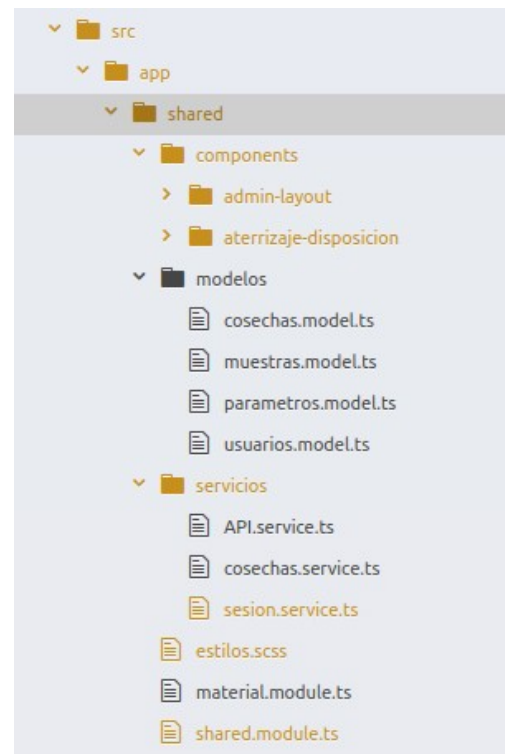 src
app
shared
components
admin-layout
aterrizaje-disposicion
modelos
cosechas.model.ts
muestras.model.ts
parametros.model.ts
usuarios.model.ts
servicios
API.service.ts
cosechas.service.ts
sesion.service.ts
estilos.scss
material.module.ts
shared.module.ts